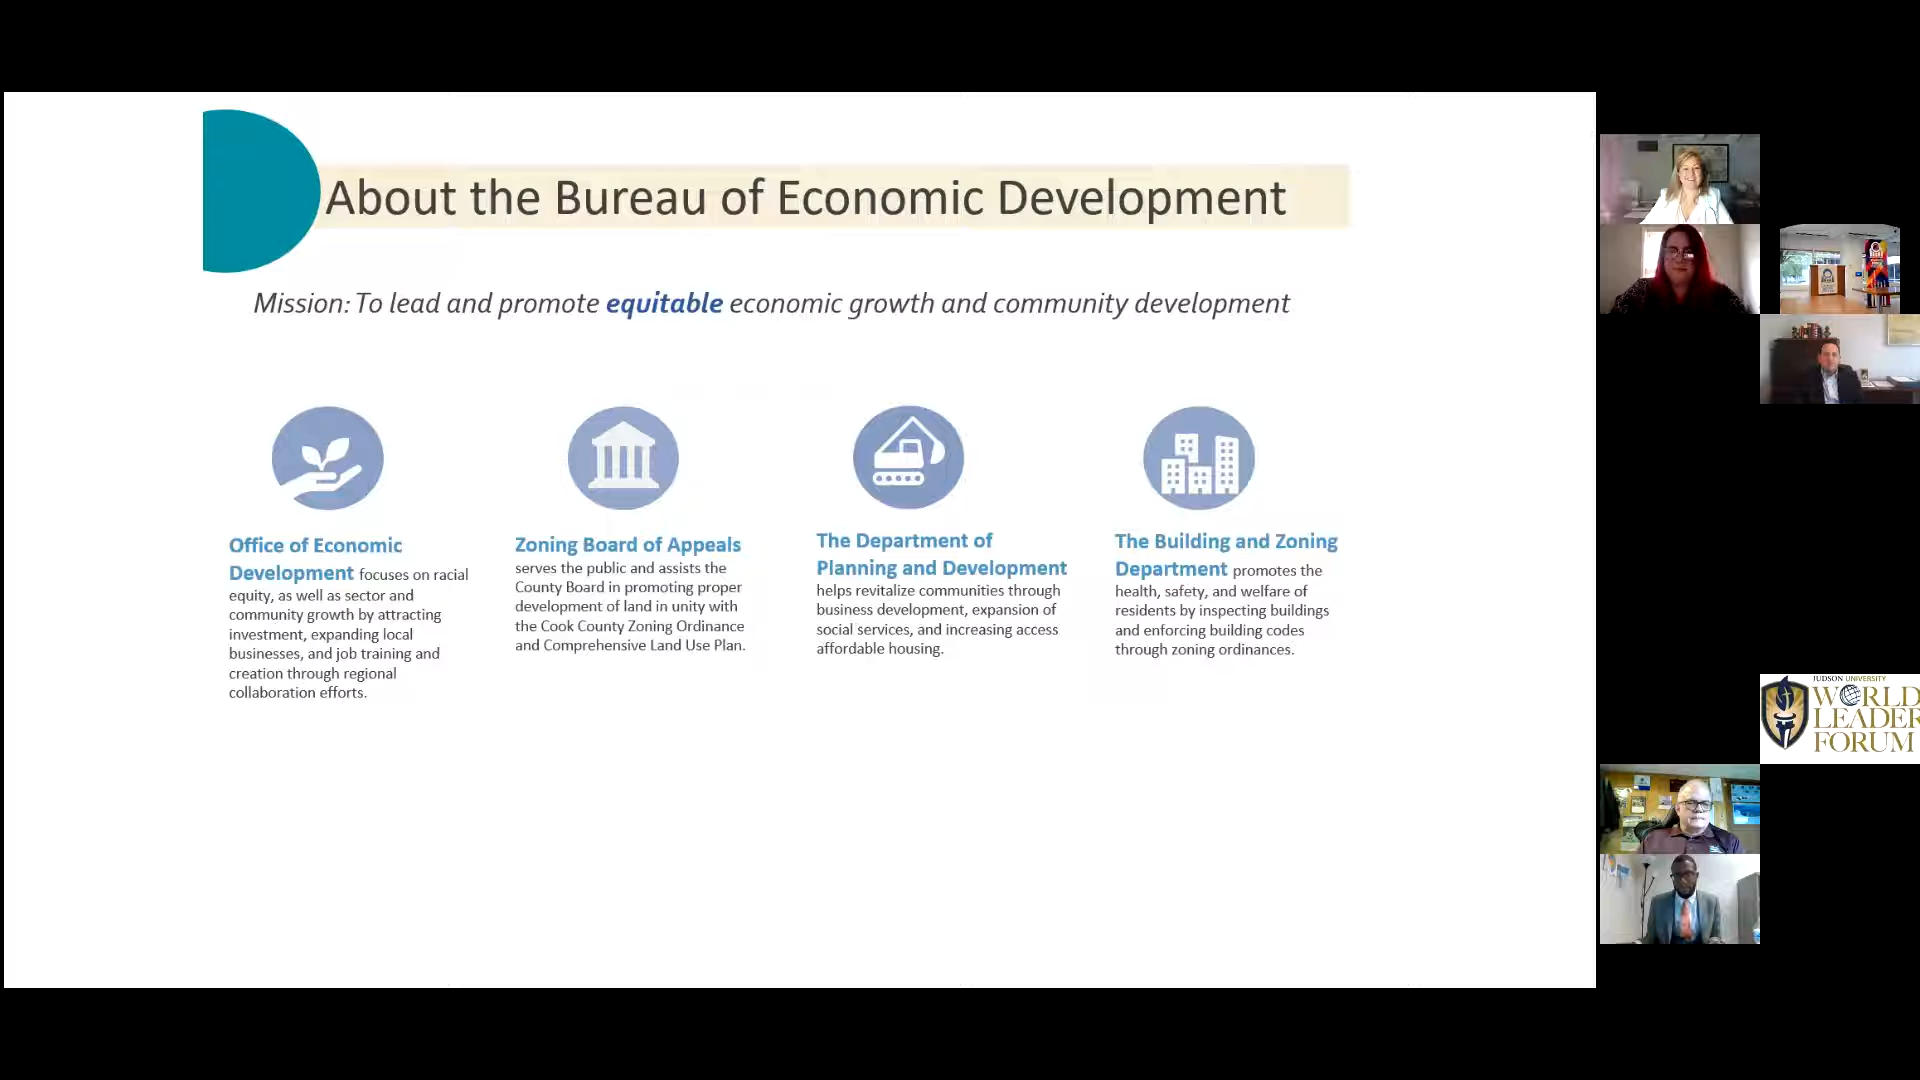 About the Bureau of Economic Development
Mission: To lead and promote equitable economic growth and community development
Office of Economic
Development focuses on racial
equity, as well as sector and
community growth by attracting
investment, expanding local
businesses, and job training and
creation through regional
collaboration efforts.
Zoning Board of Appeals
serves the public and assists the
County Board in promoting proper
development of land in unity with
the Cook County Zoning Ordinance
and Comprehensive Land Use Plan.
The Department of
Planning and Development
helps revitalize communities through
business development, expansion of
social services, and increasing access
affordable housing.
The Building and Zoning
Department promotes the
health, safety, and welfare of
residents by inspecting buildings
and enforcing building codes
through zoning ordinances.
JUDSON UNIVERSITY
WORLD
LEADER
FORUM